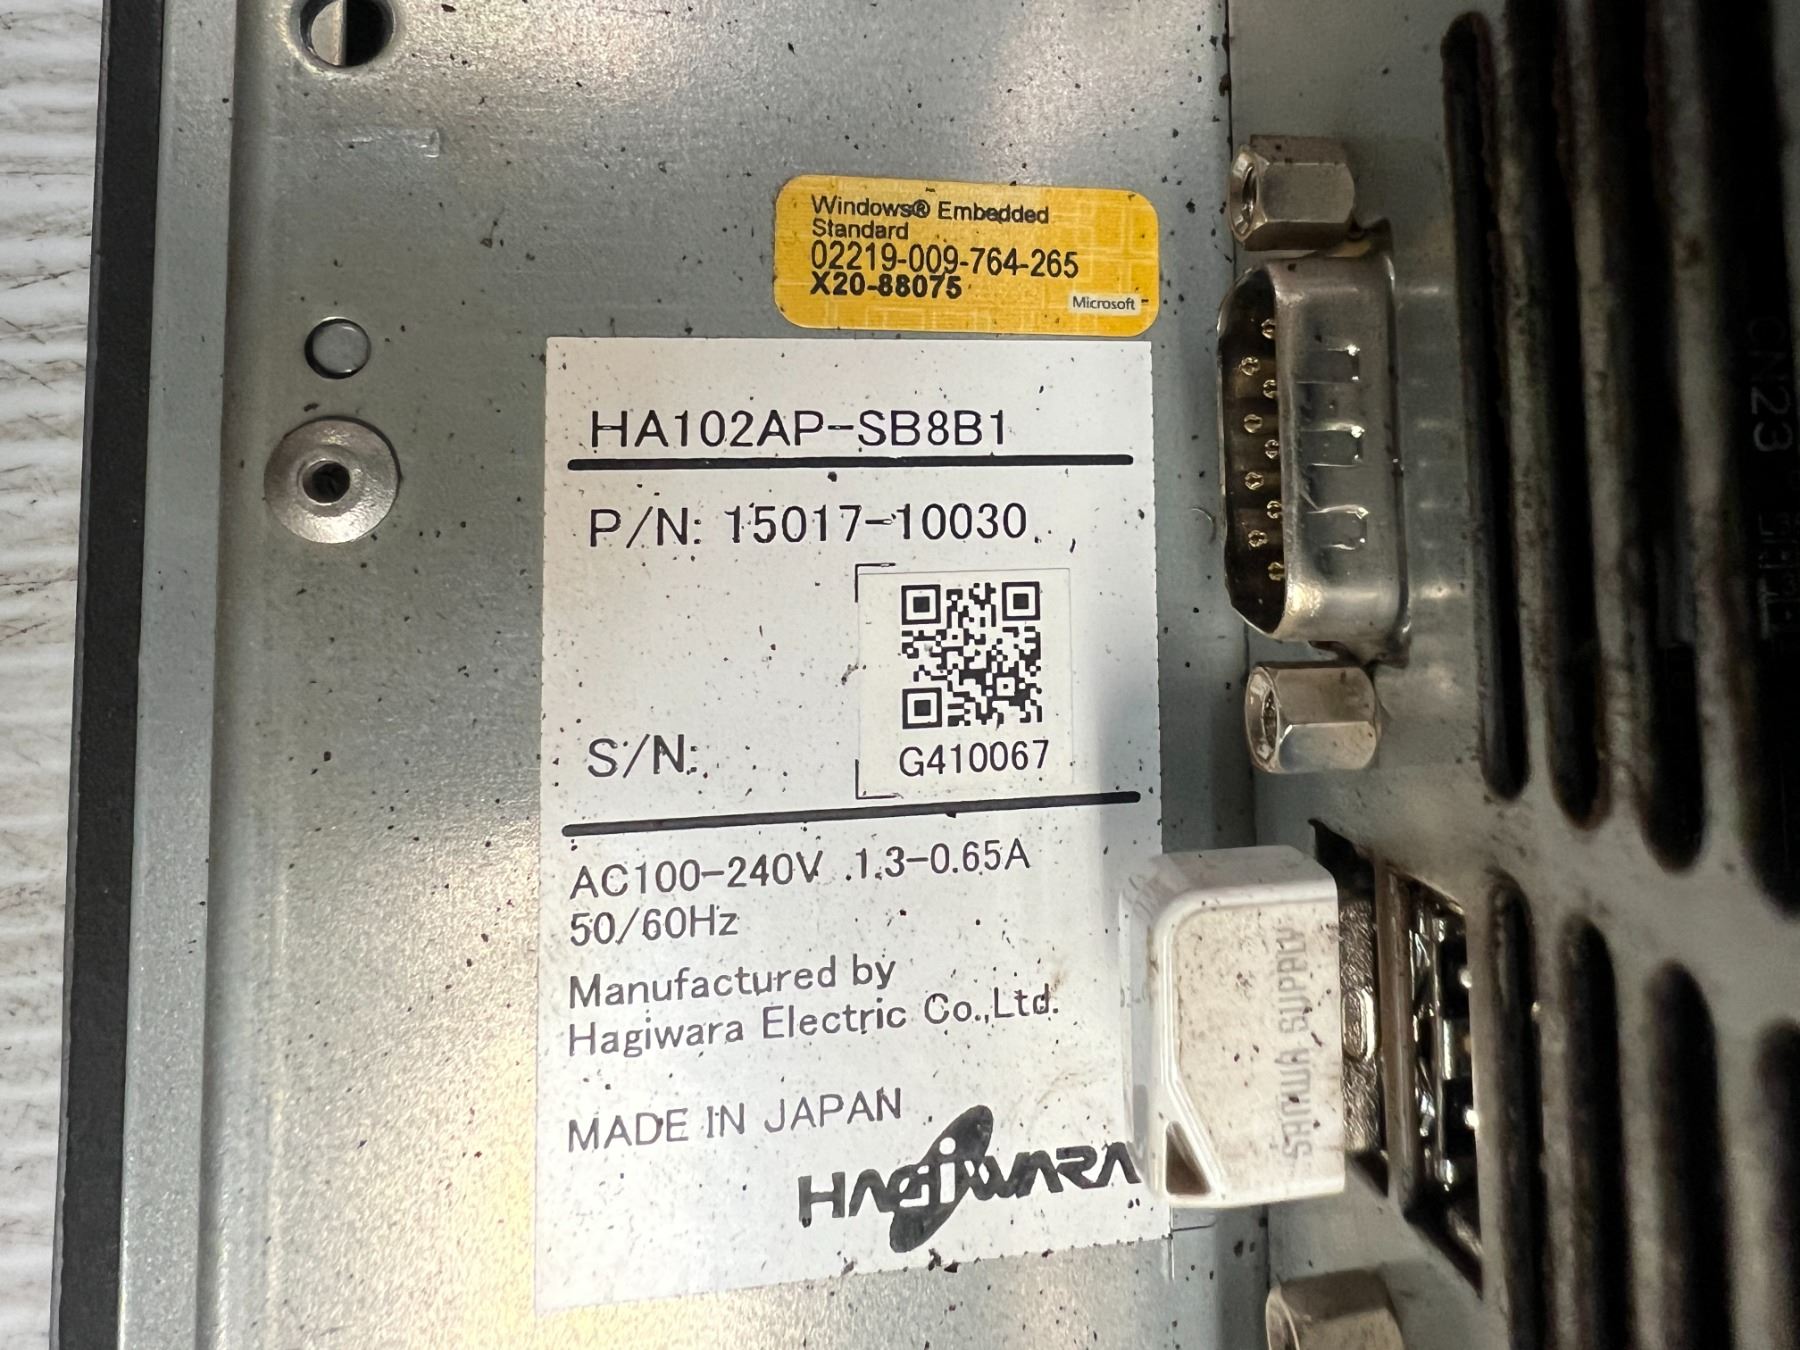 Windows® Embedded
Standard
02219-009-764-265
X20-88075
Microsoft
HA102AP-SB8B1
P/N: 15017-10030
S/N:
G410067
AC100-240V 1.3-0.65A
50/60Hz
Manufactured by
Hagiwara Electric Co.,Ltd.
MADE IN JAPAN
HAGIWARA
SANWA SUPPLY
CN23